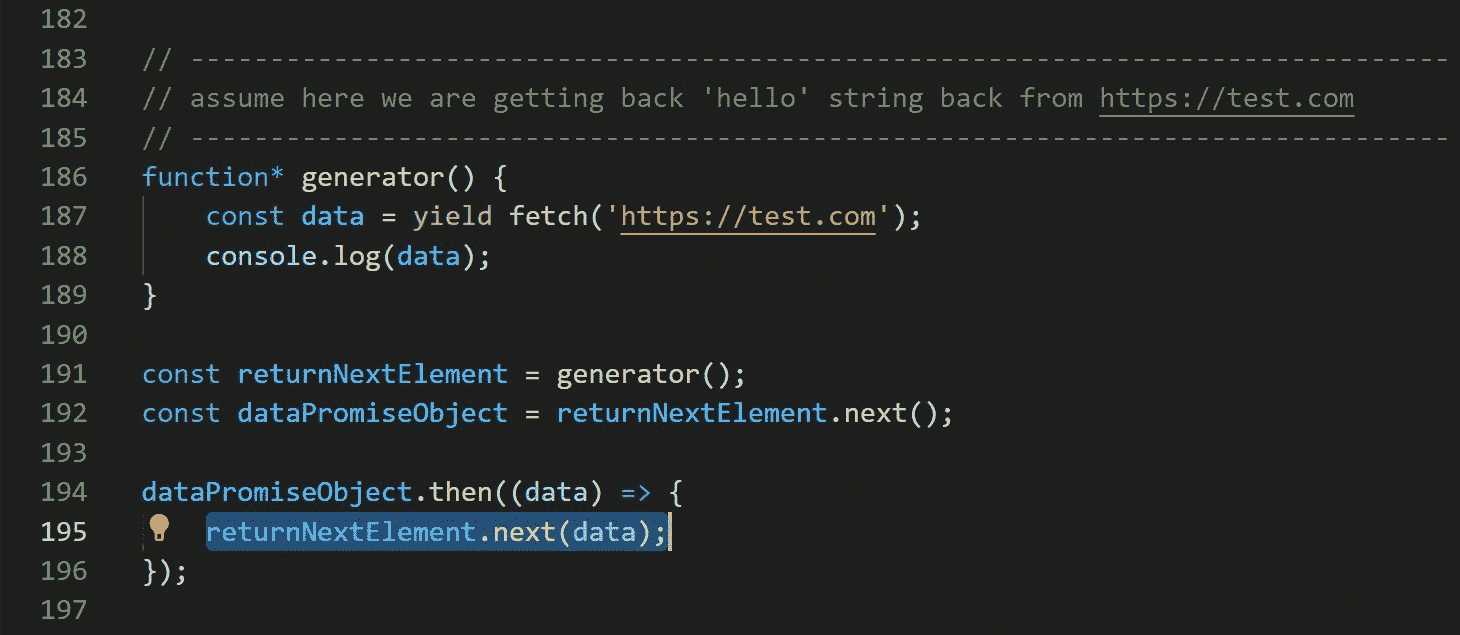 182
183 // -------------------------------------------------------------------------------
184 // assume here we are getting back 'hello' string back from https://test.com
185 // -------------------------------------------------------------------------------
186 function* generator() {
187     const data = yield fetch('https://test.com');
188     console.log(data);
189 }
190
191 const returnNextElement = generator();
192 const dataPromiseObject = returnNextElement.next();
193
194 dataPromiseObject.then((data) => {
195     returnNextElement.next(data);
196 });
197